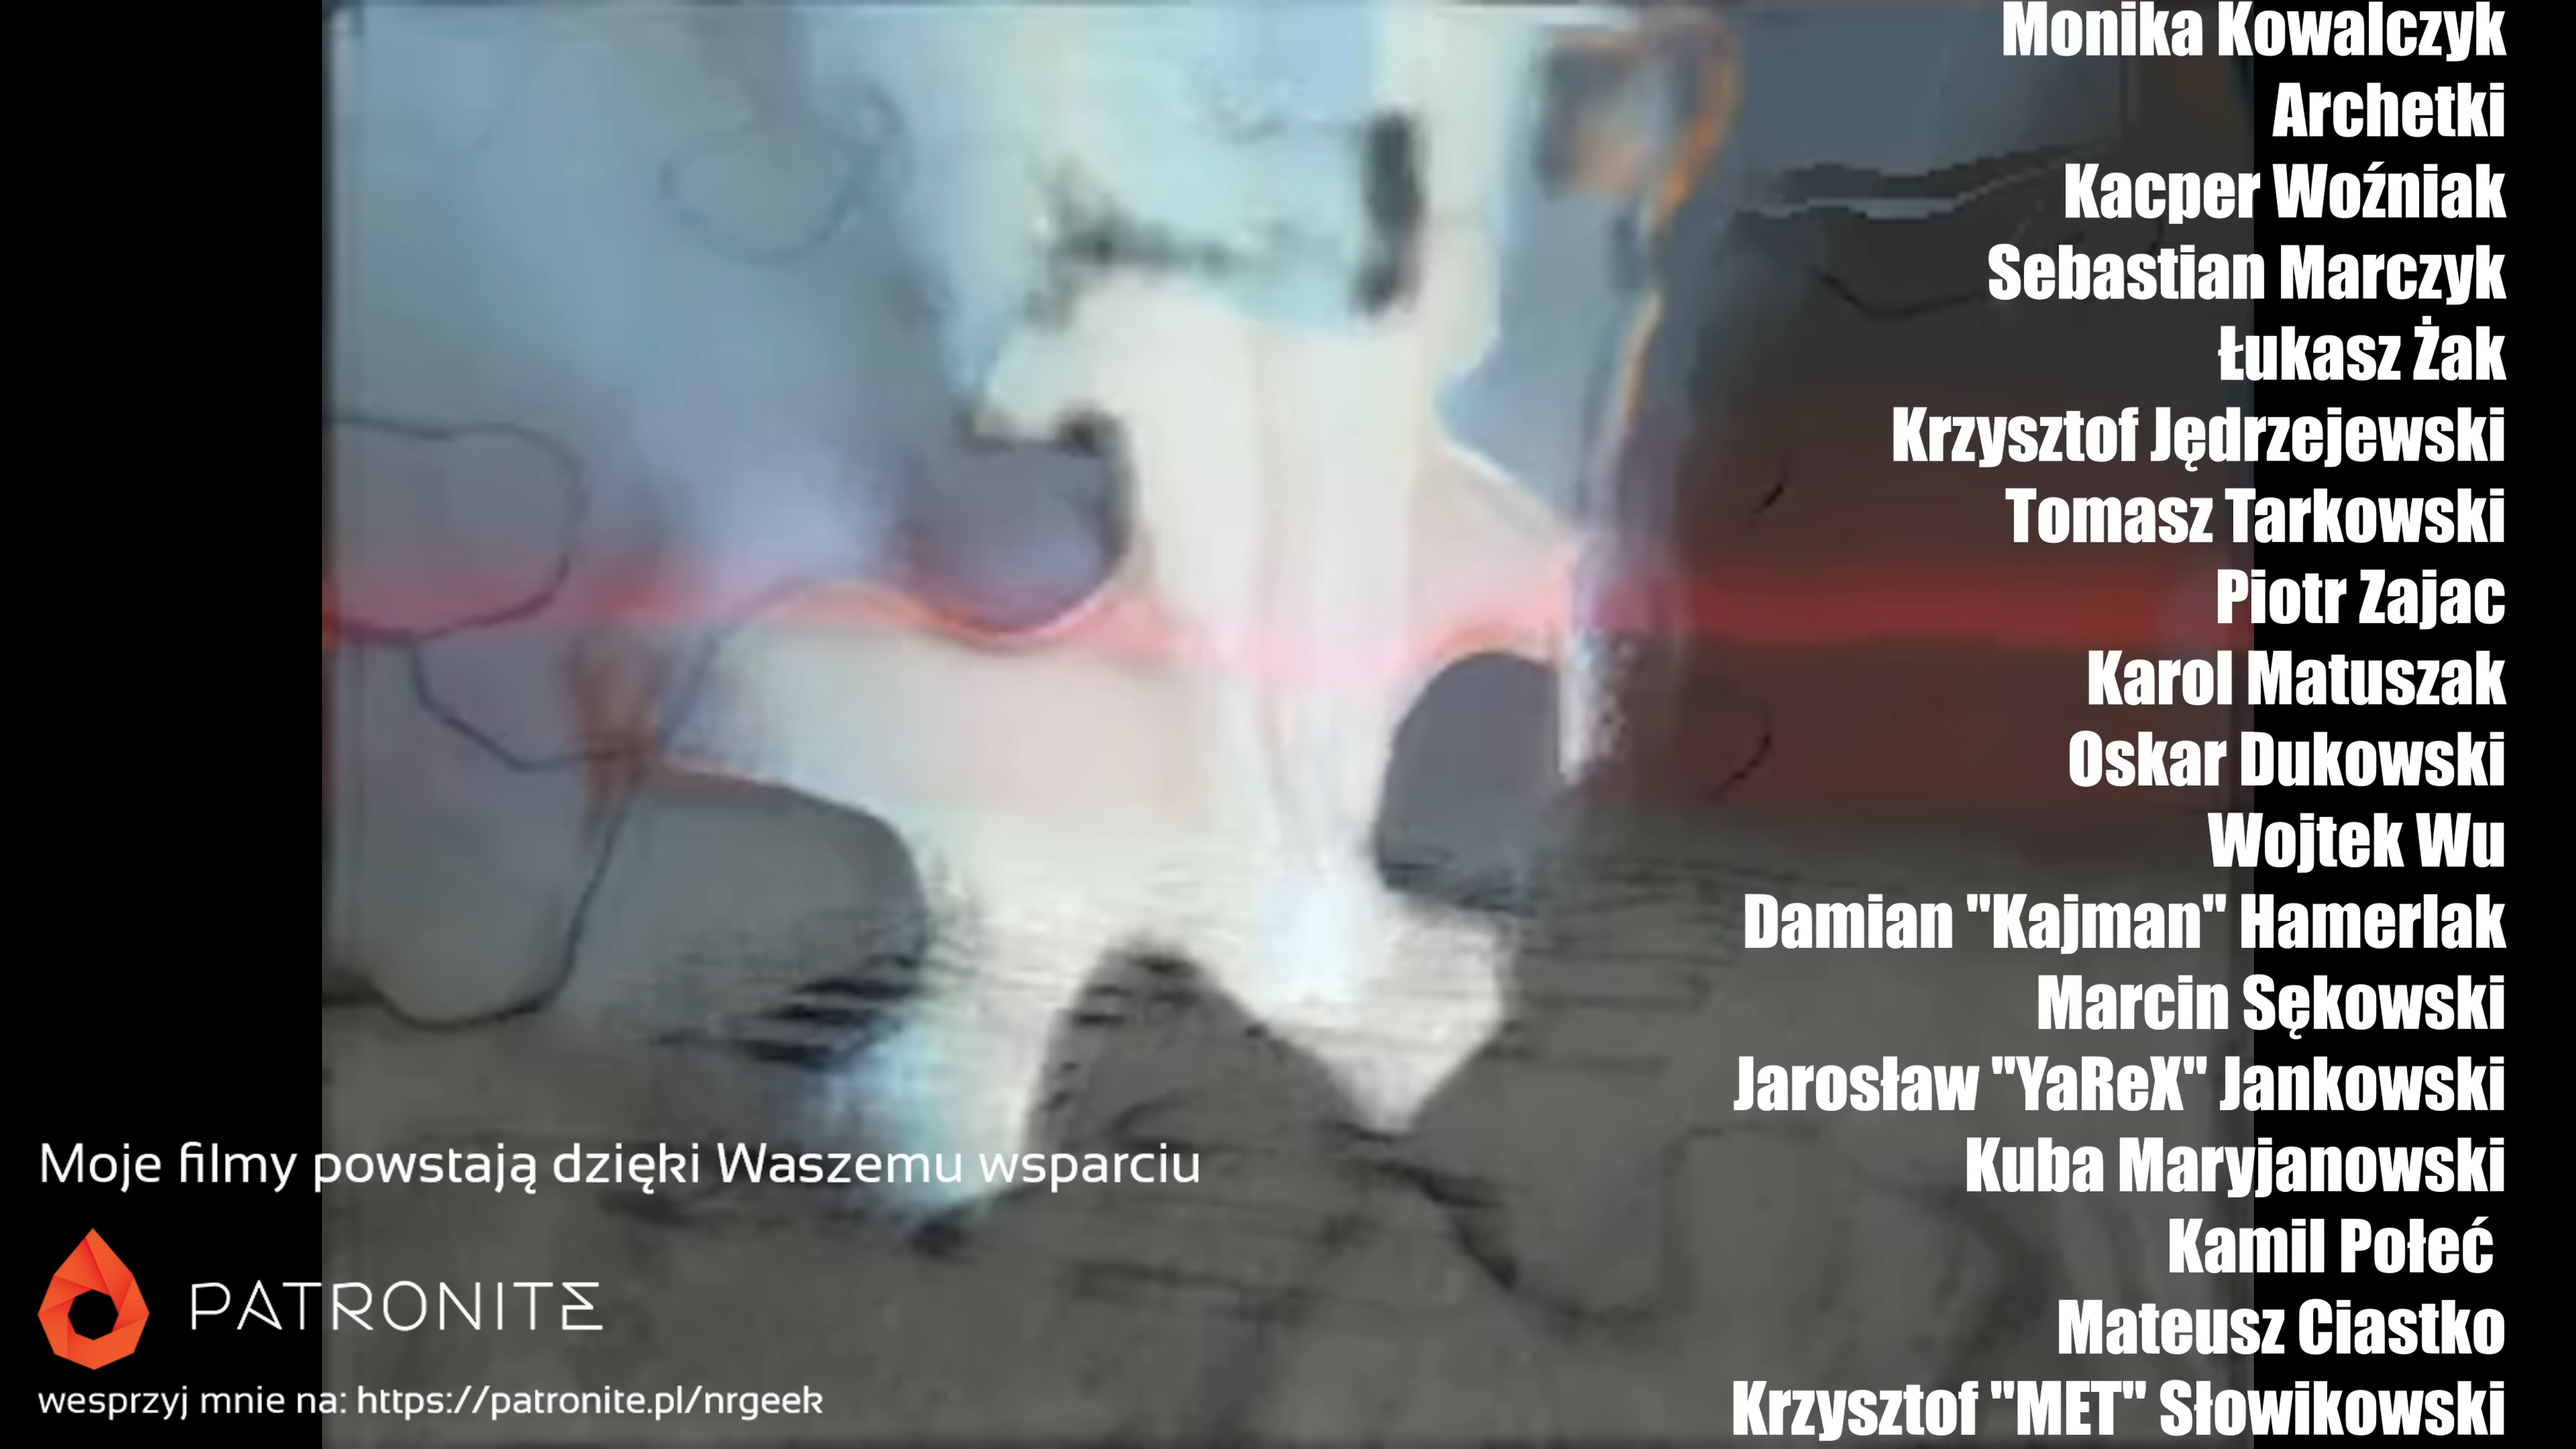 Monika Kowalczyk
Archetki
Kacper Woźniak
Sebastian Marczyk
Łukasz Żak
Krzysztof Jędrzejewski
Tomasz Tarkowski
Piotr Zajac
Karol Matuszak
Oskar Dukowski
Wojtek Wu
Damian "Kajman" Hamerlak
Marcin Sękowski
Jarosław "YaReX" Jankowski
Kuba Maryjanowski
Kamil Połeć
Mateusz Ciastko
Krzysztof "MET" Słowikowski
Moje filmy powstają dzięki Waszemu wsparciu
PATRONITE
wesprzyj mnie na: https://patronite.pl/nrgeek